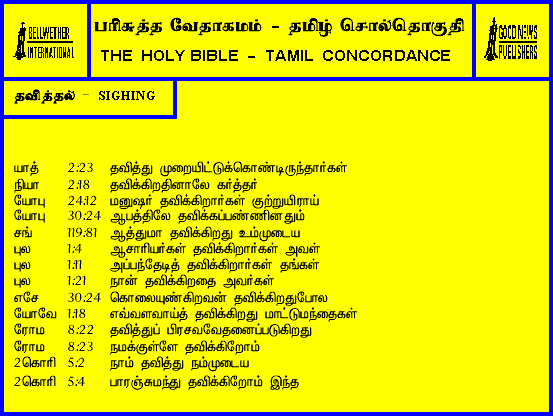 BELLWETHER
INTERNATIONAL
பரிசுத்த வேதாகமம் - தமிழ் சொல்தொகுதி
THE HOLY BIBLE - TAMIL CONCORDANCE
GOOD NEWS
PUBLISHERS
தவித்தல் - SIGHING
யாத் 2:23 தவித்து முறையிட்டுக்கொண்டிருந்தார்கள்
நியா 2:18 தவிக்கிறதினாலே கர்த்தர்
யோபு 24:12 மனுஷர் தவிக்கிறார்கள் குற்றுயிராய்
யோபு 30:24 ஆபத்திலே தவிக்கப்பண்ணினதும்
சங் 119:81 ஆத்துமா தவிக்கிறது உம்முடைய
புல 1:4 ஆசாரியர்கள் தவிக்கிறார்கள் அவள்
புல 1:11 அப்பந்தேடித் தவிக்கிறார்கள் தங்கள்
புல 1:21 நான் தவிக்கிறதை அவர்கள்
எசே 30:24 கொலையுண்கிறவன் தவிக்கிறதுபோல
யோவே 1:18 எவ்வளவாய்த் தவிக்கிறது மாட்டுமந்தைகள்
ரோம 8:22 தவித்துப் பிரசவவேதனைப்படுகிறது
ரோம 8:23 நமக்குள்ளே தவிக்கிறோம்
2கொரி 5:2 நாம் தவித்து நம்முடைய
2கொரி 5:4 பாரஞ்சுமந்து தவிக்கிறோம் இந்த